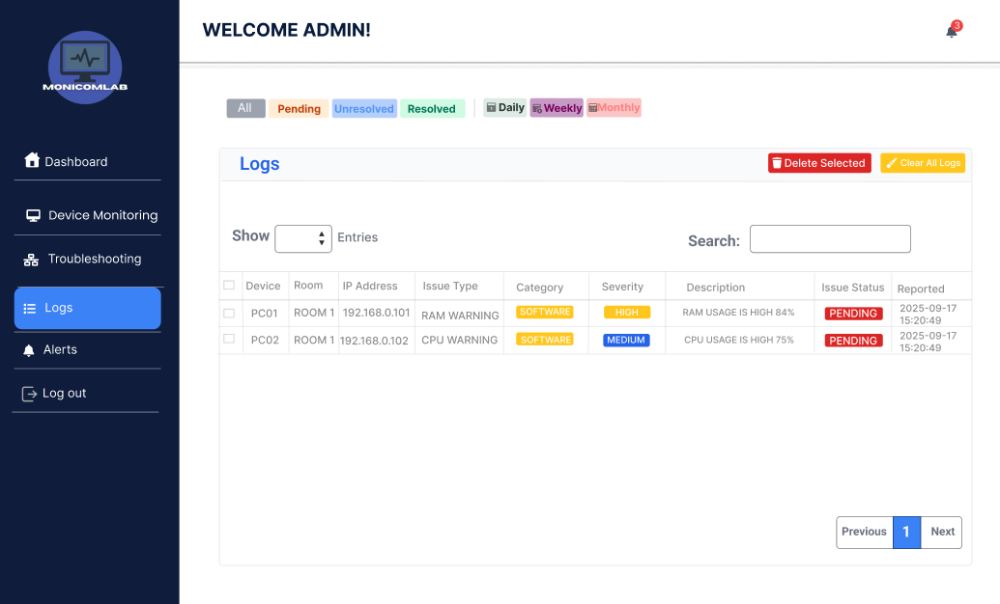 WELCOME ADMIN!
3
MONICOMLAB
Dashboard
Device Monitoring
Troubleshooting
Logs
Alerts
Log out
All Pending Unresolved Resolved Daily Weekly Monthly
Logs Delete Selected Clear All Logs
Show Entries Search:
Device Room IP Address Issue Type Category Severity Description Issue Status Reported
PC01 ROOM 1 192.168.0.101 RAM WARNING SOFTWARE HIGH RAM USAGE IS HIGH 84% PENDING 2025-09-17
15:20:49
PC02 ROOM 1 192.168.0.102 CPU WARNING SOFTWARE MEDIUM CPU USAGE IS HIGH 75% PENDING 2025-09-17
15:20:49
Previous 1 Next